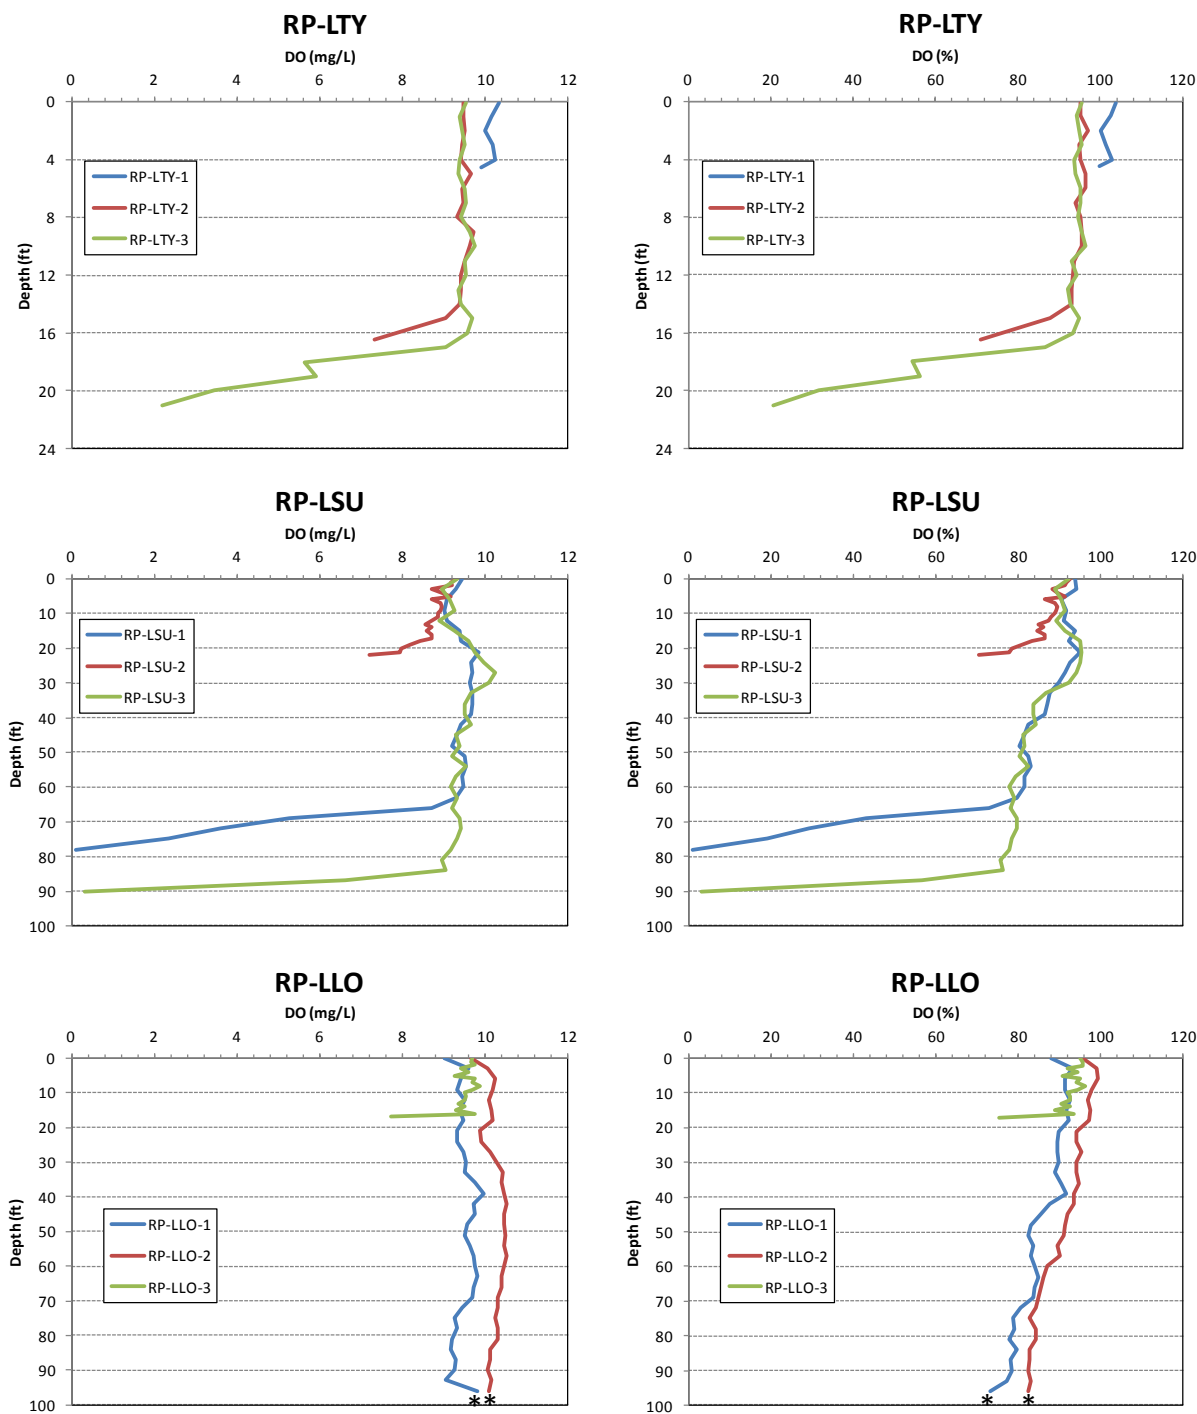 RP-LTY
DO (mg/L)
0 2 4 6 8 10 12
0
4
8
12
16
20
24
Depth (ft)
RP-LTY-1
RP-LTY-2
RP-LTY-3
RP-LTY
DO (%)
0 20 40 60 80 100 120
0
4
8
12
16
20
24
Depth (ft)
RP-LTY-1
RP-LTY-2
RP-LTY-3
RP-LSU
DO (mg/L)
0 2 4 6 8 10 12
0
10
20
30
40
50
60
70
80
90
100
Depth (ft)
RP-LSU-1
RP-LSU-2
RP-LSU-3
RP-LSU
DO (%)
0 20 40 60 80 100 120
0
10
20
30
40
50
60
70
80
90
100
Depth (ft)
RP-LSU-1
RP-LSU-2
RP-LSU-3
RP-LLO
DO (mg/L)
0 2 4 6 8 10 12
0
10
20
30
40
50
60
70
80
90
100
Depth (ft)
RP-LLO-1
RP-LLO-2
RP-LLO-3
* *
RP-LLO
DO (%)
0 20 40 60 80 100 120
0
10
20
30
40
50
60
70
80
90
100
Depth (ft)
RP-LLO-1
RP-LLO-2
RP-LLO-3
* *